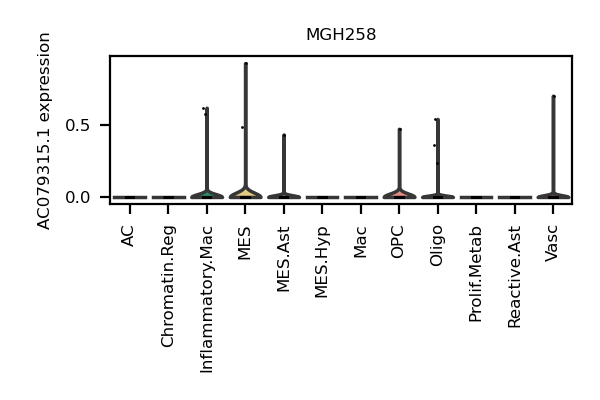 MGH258
AC079315.1 expression
0.5
0.0
AC
Chromatin.Reg
Inflammatory.Mac
MES
MES.Ast
MES.Hyp
Mac
OPC
Oligo
Prolif.Metab
Reactive.Ast
Vasc